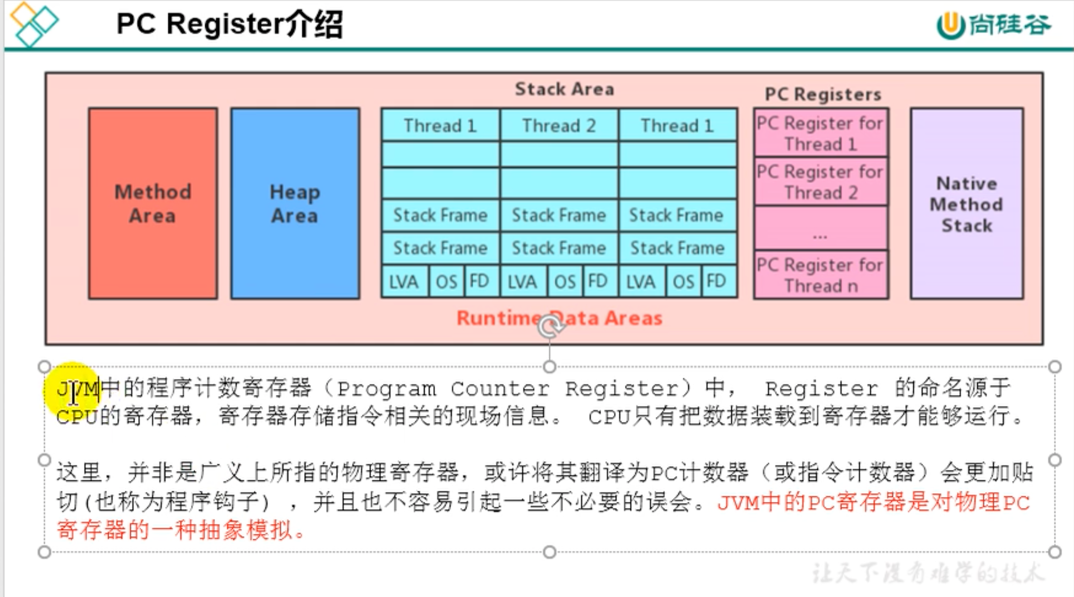 PC Register介绍
尚硅谷
Stack Area
PC Registers
Method
Area
Heap
Area
Thread 1
Thread 2
Thread 1
Stack Frame
Stack Frame
Stack Frame
Stack Frame
Stack Frame
Stack Frame
LVA
OS
FD
LVA
OS
FD
LVA
OS
FD
PC Register for
Thread 1
PC Register for
Thread 2
...
PC Register for
Thread n
Native
Method
Stack
Runtime Data Areas
JVM中的程序计数寄存器（Program Counter Register）中， Register 的命名源于
CPU的寄存器，寄存器存储指令相关的现场信息。 CPU只有把数据装载到寄存器才能够运行。
这里，并非是广义上所指的物理寄存器，或许将其翻译为PC计数器（或指令计数器）会更加贴
切(也称为程序钩子) ，并且也不容易引起一些不必要的误会。JVM中的PC寄存器是对物理PC
寄存器的一种抽象模拟。
让天下没有难学的技术